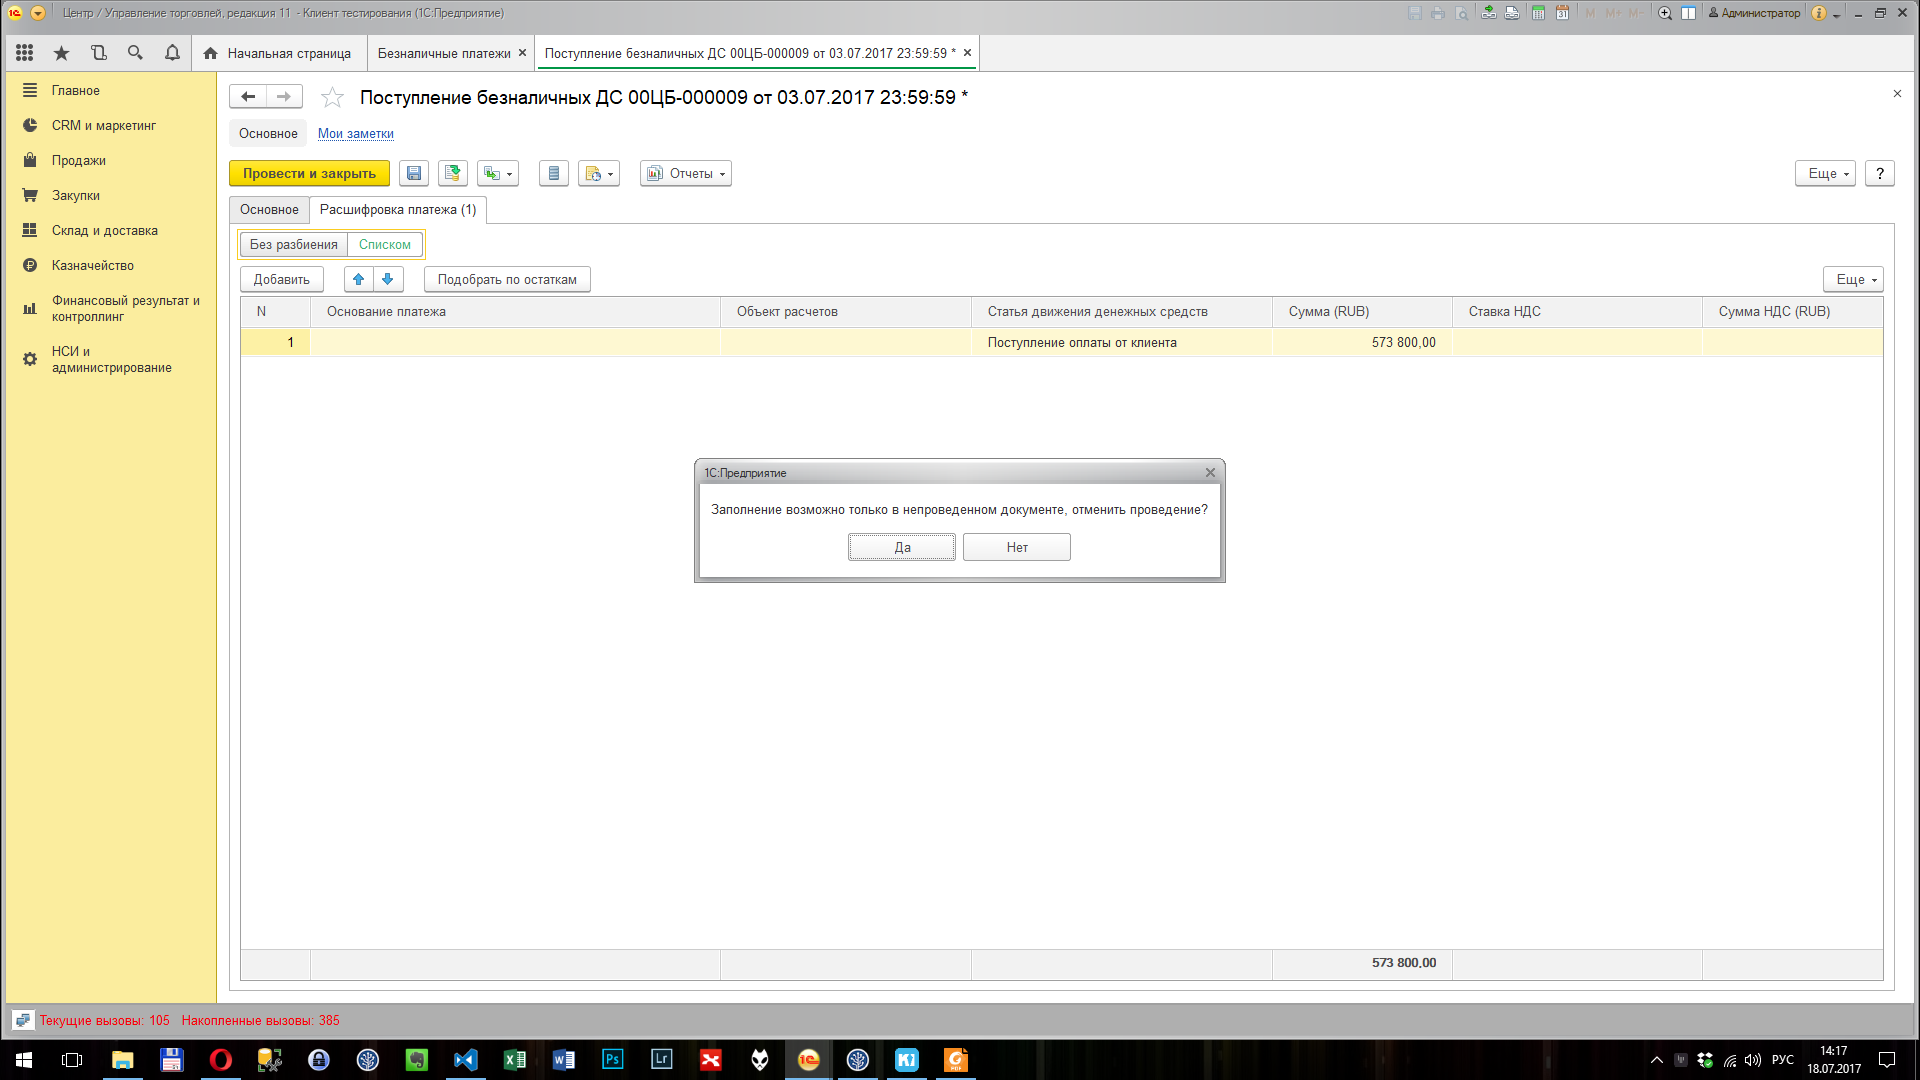 Центр / Управление торговлей, редакция 11 - Клиент тестирования (1С:Предприятие)
M M+ M- Администратор
Начальная страница
Безналичные платежи
Поступление безналичных ДС 00ЦБ-000009 от 03.07.2017 23:59:59 *
Главное
CRM и маркетинг
Продажи
Закупки
Склад и доставка
Казначейство
Финансовый результат и
контроллинг
НСИ и
администрирование
Поступление безналичных ДС 00ЦБ-000009 от 03.07.2017 23:59:59 *
Основное Мои заметки
Провести и закрыть Отчеты Еще ?
Основное Расшифровка платежа (1)
Без разбиения Списком
Добавить Подобрать по остаткам Еще
N Основание платежа Объект расчетов Статья движения денежных средств Сумма (RUB) Ставка НДС Сумма НДС (RUB)
1 Поступление оплаты от клиента 573 800,00
1С:Предприятие
Заполнение возможно только в непроведенном документе, отменить проведение?
Да Нет
573 800,00
Текущие вызовы: 105 Накопленные вызовы: 385
Ps Lr 1С Ki
PDF
РУС
14:17
18.07.2017